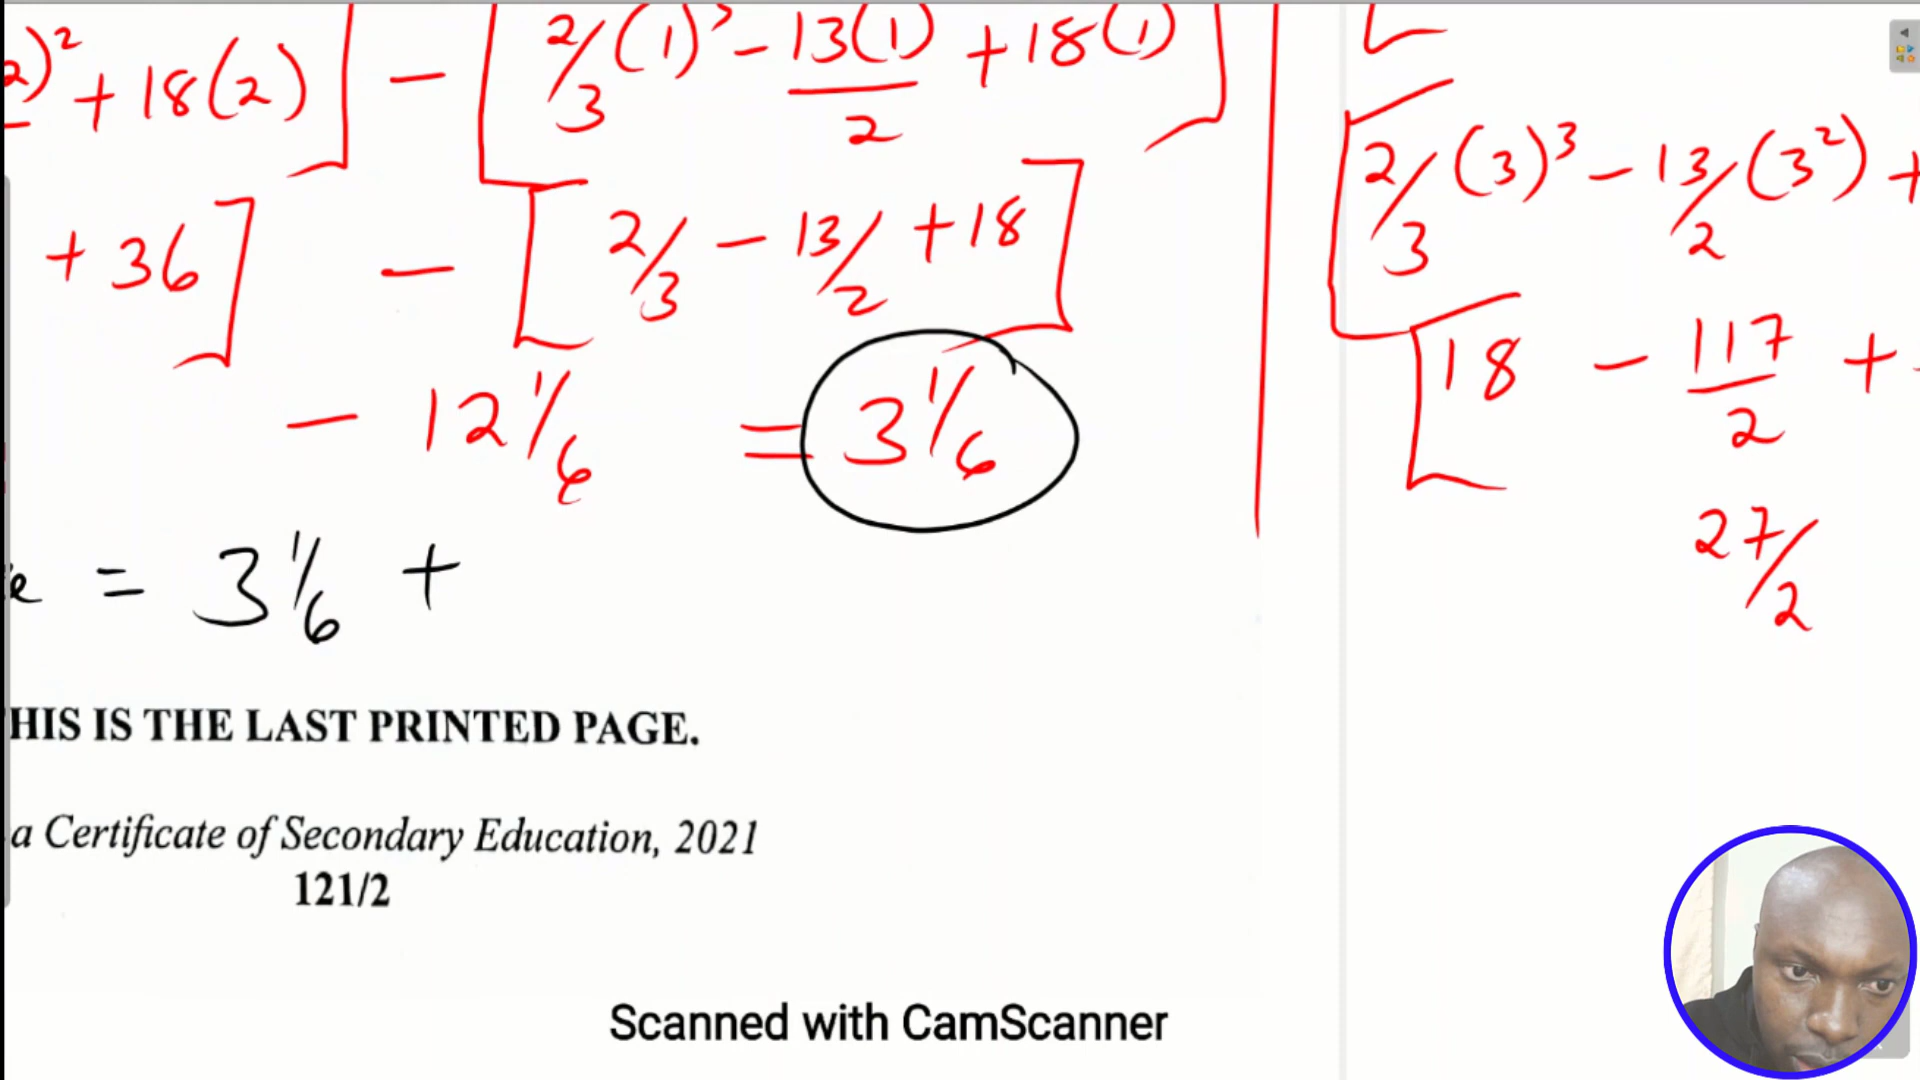 2)² + 18(2)] − [2/3 (1)³ − 13(1)/2 + 18(1)]
+ 36] − [2/3 − 13/2 + 18]
− 12 1/6 = 3 1/6
= 3 1/6 +
[2/3 (3)³ − 13/2 (3²) +
[18 − 117/2 +
27/2
HIS IS THE LAST PRINTED PAGE.
a Certificate of Secondary Education, 2021
121/2
Scanned with CamScanner